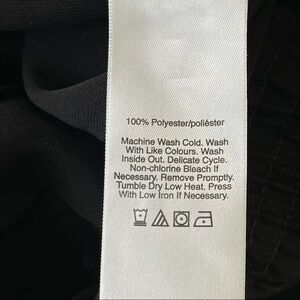 100% Polyester/poliéster
Machine Wash Cold. Wash
With Like Colours. Wash
Inside Out. Delicate Cycle.
Non-chlorine Bleach If
Necessary. Remove Promptly.
Tumble Dry Low Heat. Press
With Low Iron If Necessary.